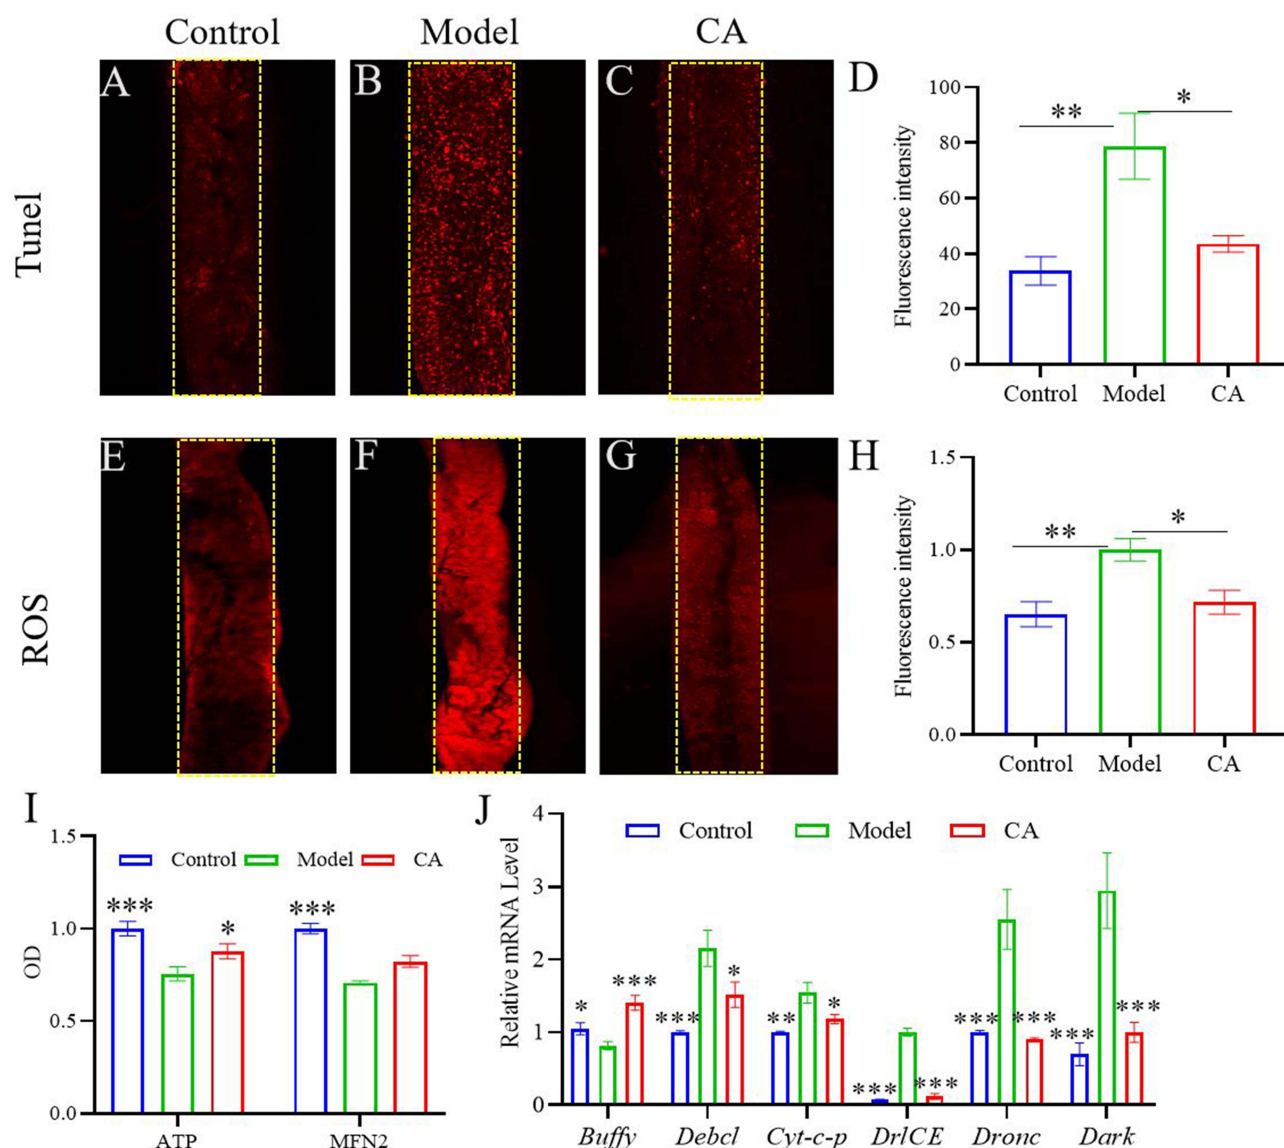 Control Model CA
Tunel
A B C D
100
80
60
40
20
0
Fluorescence intensity
** *
Control Model CA
ROS
E F G H
1.5
1.0
0.5
0.0
Fluorescence intensity
** *
Control Model CA
I
1.5
1.0
0.5
0.0
OD
Control Model CA
*** * ***
ATP MFN2
J
4
3
2
1
0
Relative mRNA Level
Control Model CA
* *** *** * ** * *** *** *** *** *** ***
Buffy Debcl Cyt-c-p DrlCE Dronc Dark